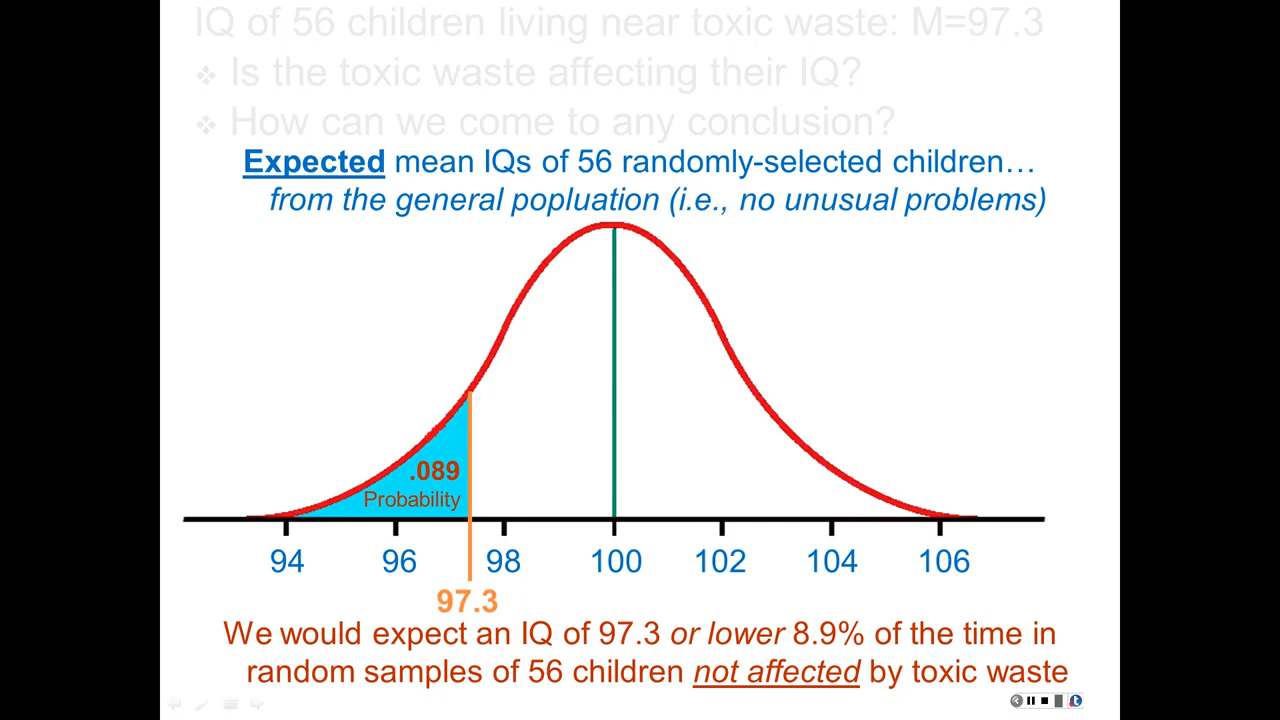 IQ of 56 children living near toxic waste: M=97.3
❖ Is the toxic waste affecting their IQ?
❖ How can we come to any conclusion?
Expected mean IQs of 56 randomly-selected children…
from the general popluation (i.e., no unusual problems)
.089
Probability
94 96 98 100 102 104 106
97.3
We would expect an IQ of 97.3 or lower 8.9% of the time in
random samples of 56 children not affected by toxic waste